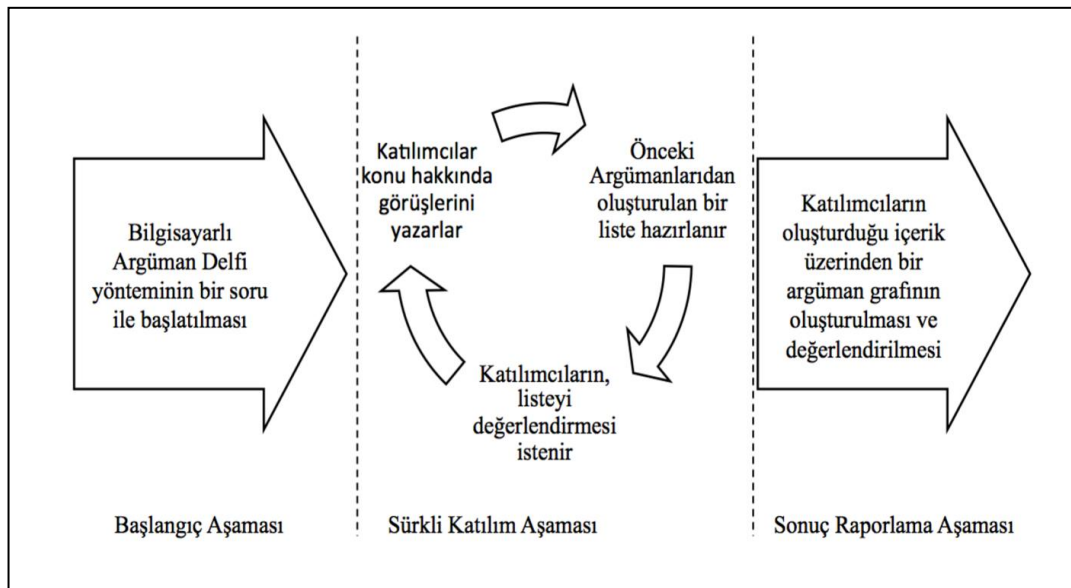 Bilgisayarlı
Argüman Delfi
yönteminin bir soru
ile başlatılması
Katılımcılar
konu hakkında
görüşlerini
yazarlar
Önceki
Argümanlarıdan
oluşturulan bir
liste hazırlanır
Katılımcıların,
listeyi
değerlendirmesi
istenir
Katılımcıların
oluşturduğu içerik
üzerinden bir
argüman grafının
oluşturulması ve
değerlendirilmesi
Başlangıç Aşaması
Sürkli Katılım Aşaması
Sonuç Raporlama Aşaması